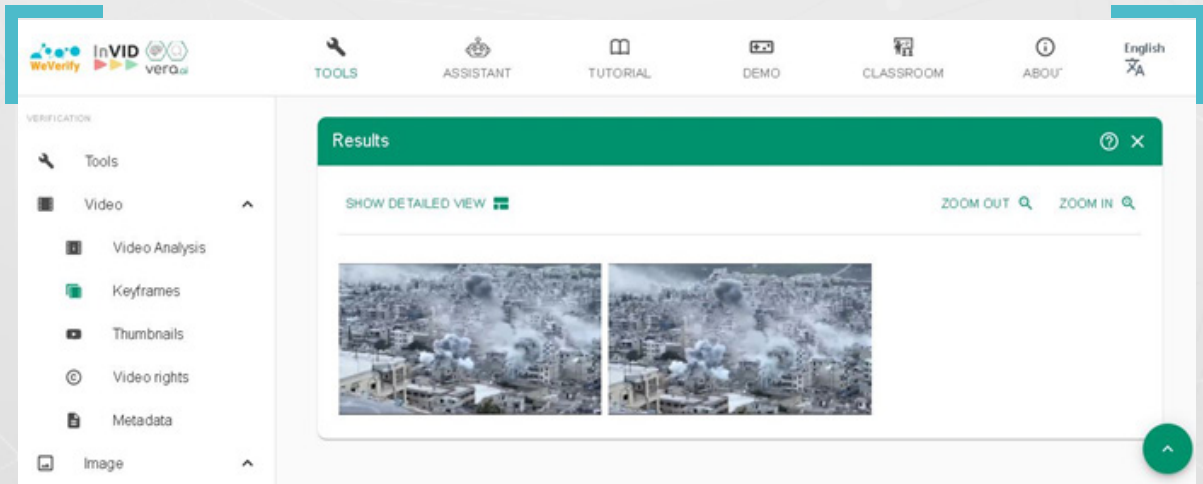 WeVerify
InVID
vera.ai
TOOLS
ASSISTANT
TUTORIAL
DEMO
CLASSROOM
ABOU
English
VERIFICATION
Tools
Video
Video Analysis
Keyframes
Thumbnails
Video rights
Metadata
Image
Results
SHOW DETAILED VIEW
ZOOM OUT
ZOOM IN